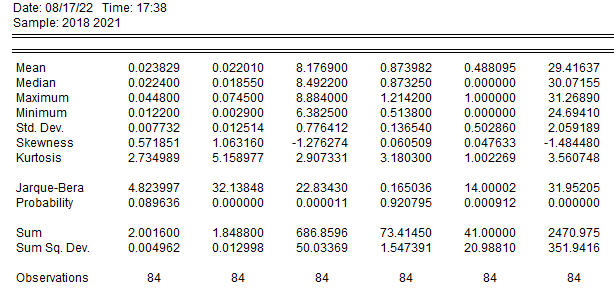 Date: 08/17/22 Time: 17:38
Sample: 2018 2021
Mean 0.023829 0.022010 8.176900 0.873982 0.488095 29.41637
Median 0.022400 0.018550 8.492200 0.873250 0.000000 30.07155
Maximum 0.044800 0.074500 8.884000 1.214200 1.000000 31.26890
Minimum 0.012200 0.002900 6.382500 0.513800 0.000000 24.69410
Std. Dev. 0.007732 0.012514 0.776412 0.136540 0.502860 2.059189
Skewness 0.571851 1.063160 -1.276274 0.060509 0.047633 -1.484480
Kurtosis 2.734989 5.158977 2.907331 3.180300 1.002269 3.560748
Jarque-Bera 4.823997 32.13848 22.83430 0.165036 14.00002 31.95205
Probability 0.089636 0.000000 0.000011 0.920795 0.000912 0.000000
Sum 2.001600 1.848800 686.8596 73.41450 41.00000 2470.975
Sum Sq. Dev. 0.004962 0.012998 50.03369 1.547391 20.98810 351.9416
Observations 84 84 84 84 84 84